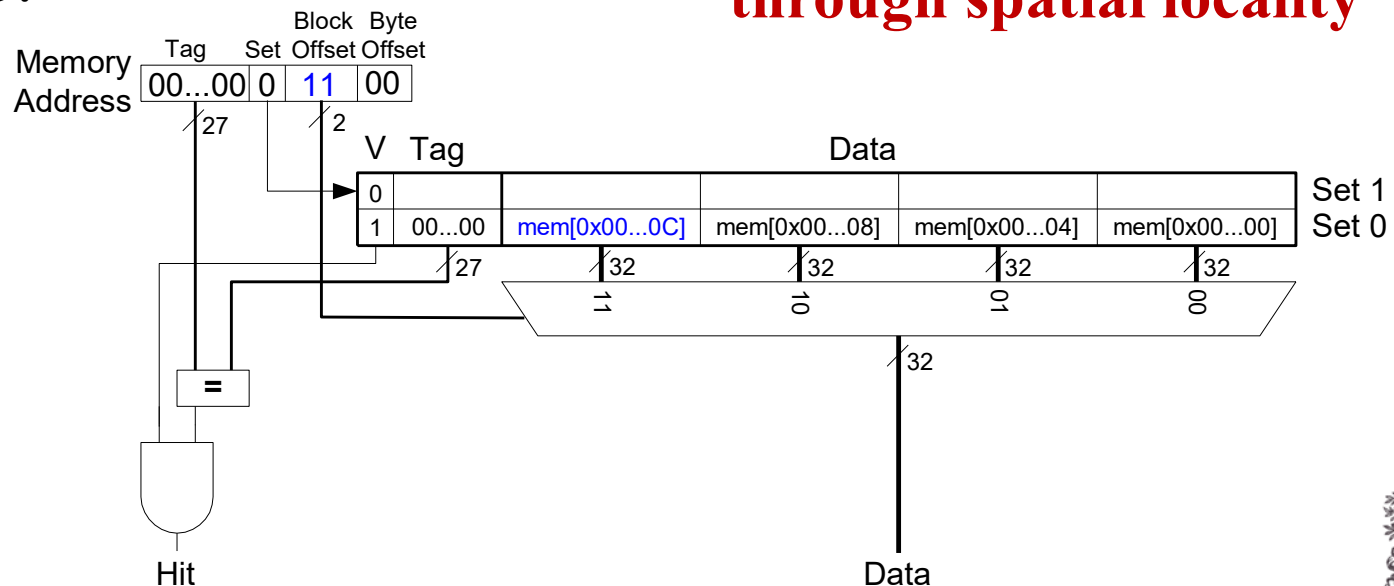 through spatial locality
Block Byte
Tag Set Offset Offset
Memory Address 00...00 0 11 00
27 2
V Tag Data
0 Set 1
1 00...00 mem[0x00...0C] mem[0x00...08] mem[0x00...04] mem[0x00...00] Set 0
27 32 32 32 32
11 10 01 00
32
=
Hit Data